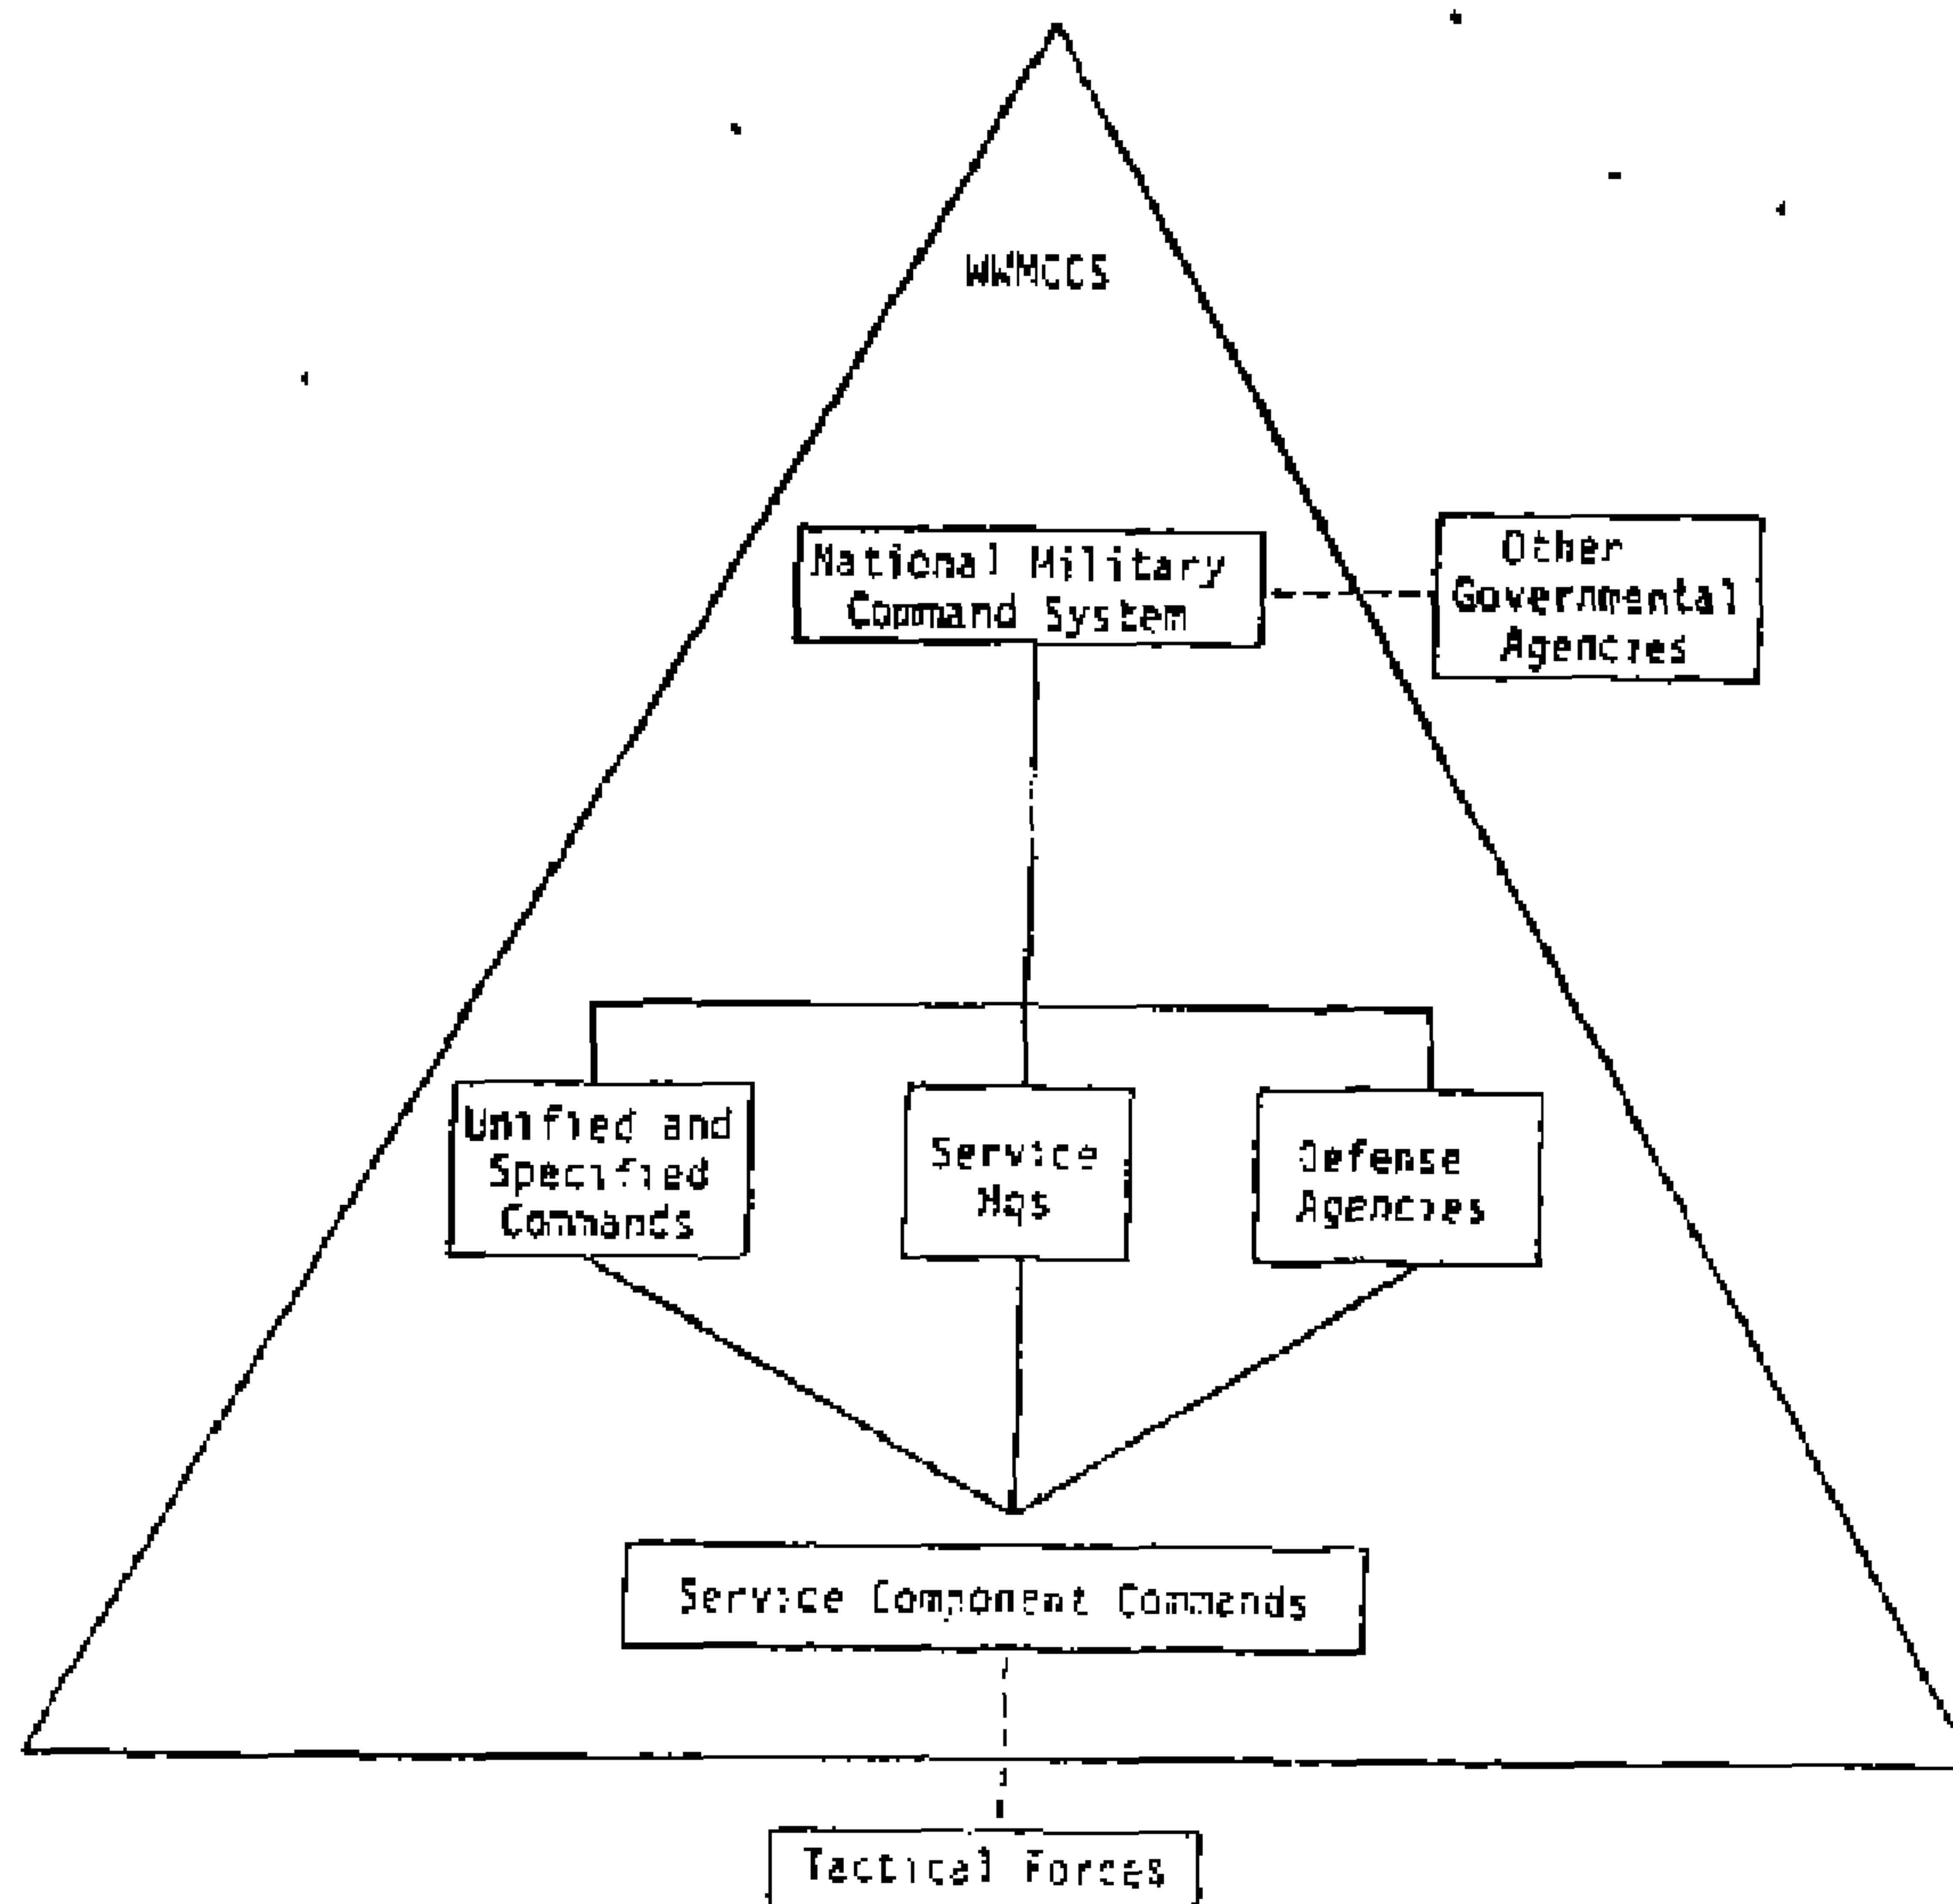 WWMCCS
National Military
Command System
Other
Governmental
Agencies
Unified and
Specified
Commands
Service
Hqs
Defense
Agencies
Service Component Commands
Tactical Forces